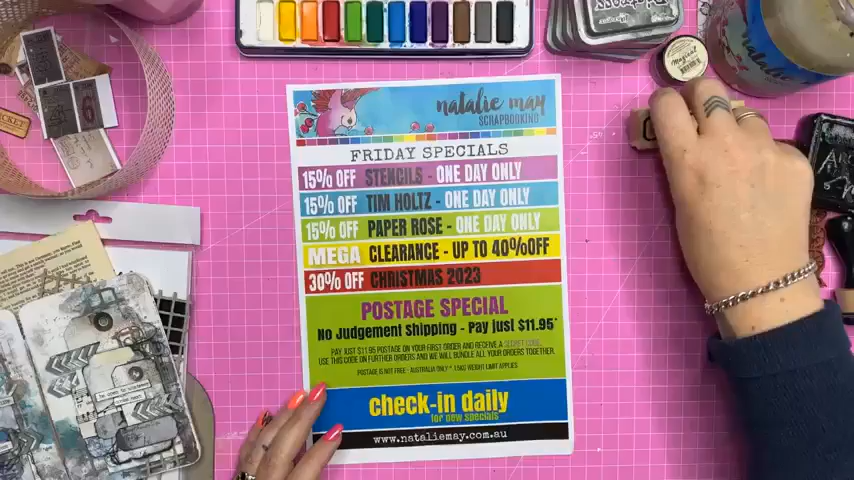 natalie may
SCRAPBOOKING
FRIDAY SPECIALS
15% OFF STENCILS - ONE DAY ONLY
15% OFF TIM HOLTZ - ONE DAY ONLY
15% OFF PAPER ROSE - ONE DAY ONLY
MEGA CLEARANCE - UP TO 40%OFF
30% OFF CHRISTMAS 2023
POSTAGE SPECIAL
No Judgement Shipping - Pay just $11.95*
PAY JUST $11.95 POSTAGE ON YOUR FIRST ORDER AND RECEIVE A SECRET CODE.
USE THIS CODE ON FURTHER ORDERS AND WE WILL BUNDLE ALL YOUR ORDERS TOGETHER.
POSTAGE IS NOT FREE - AUSTRALIA ONLY * 15KG WEIGHT LIMIT APPLIES
check-in daily
for new specials
www.nataliemay.com.au
Magical
6